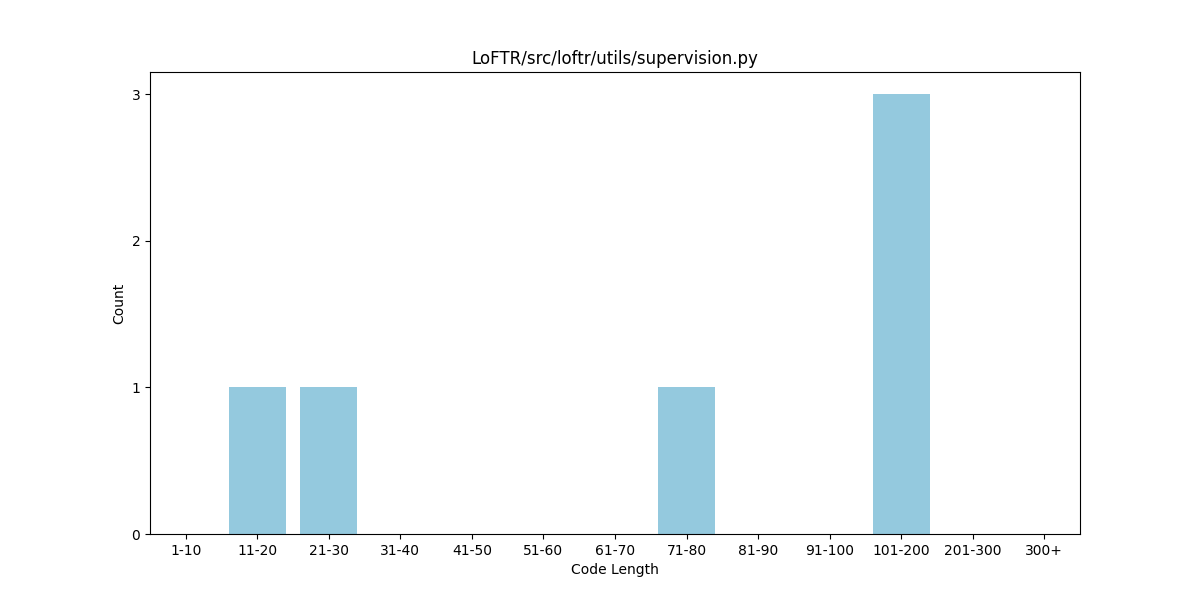 LoFTR/src/loftr/utils/supervision.py
3
2
1
0
Count
1-10 11-20 21-30 31-40 41-50 51-60 61-70 71-80 81-90 91-100 101-200 201-300 300+
Code Length